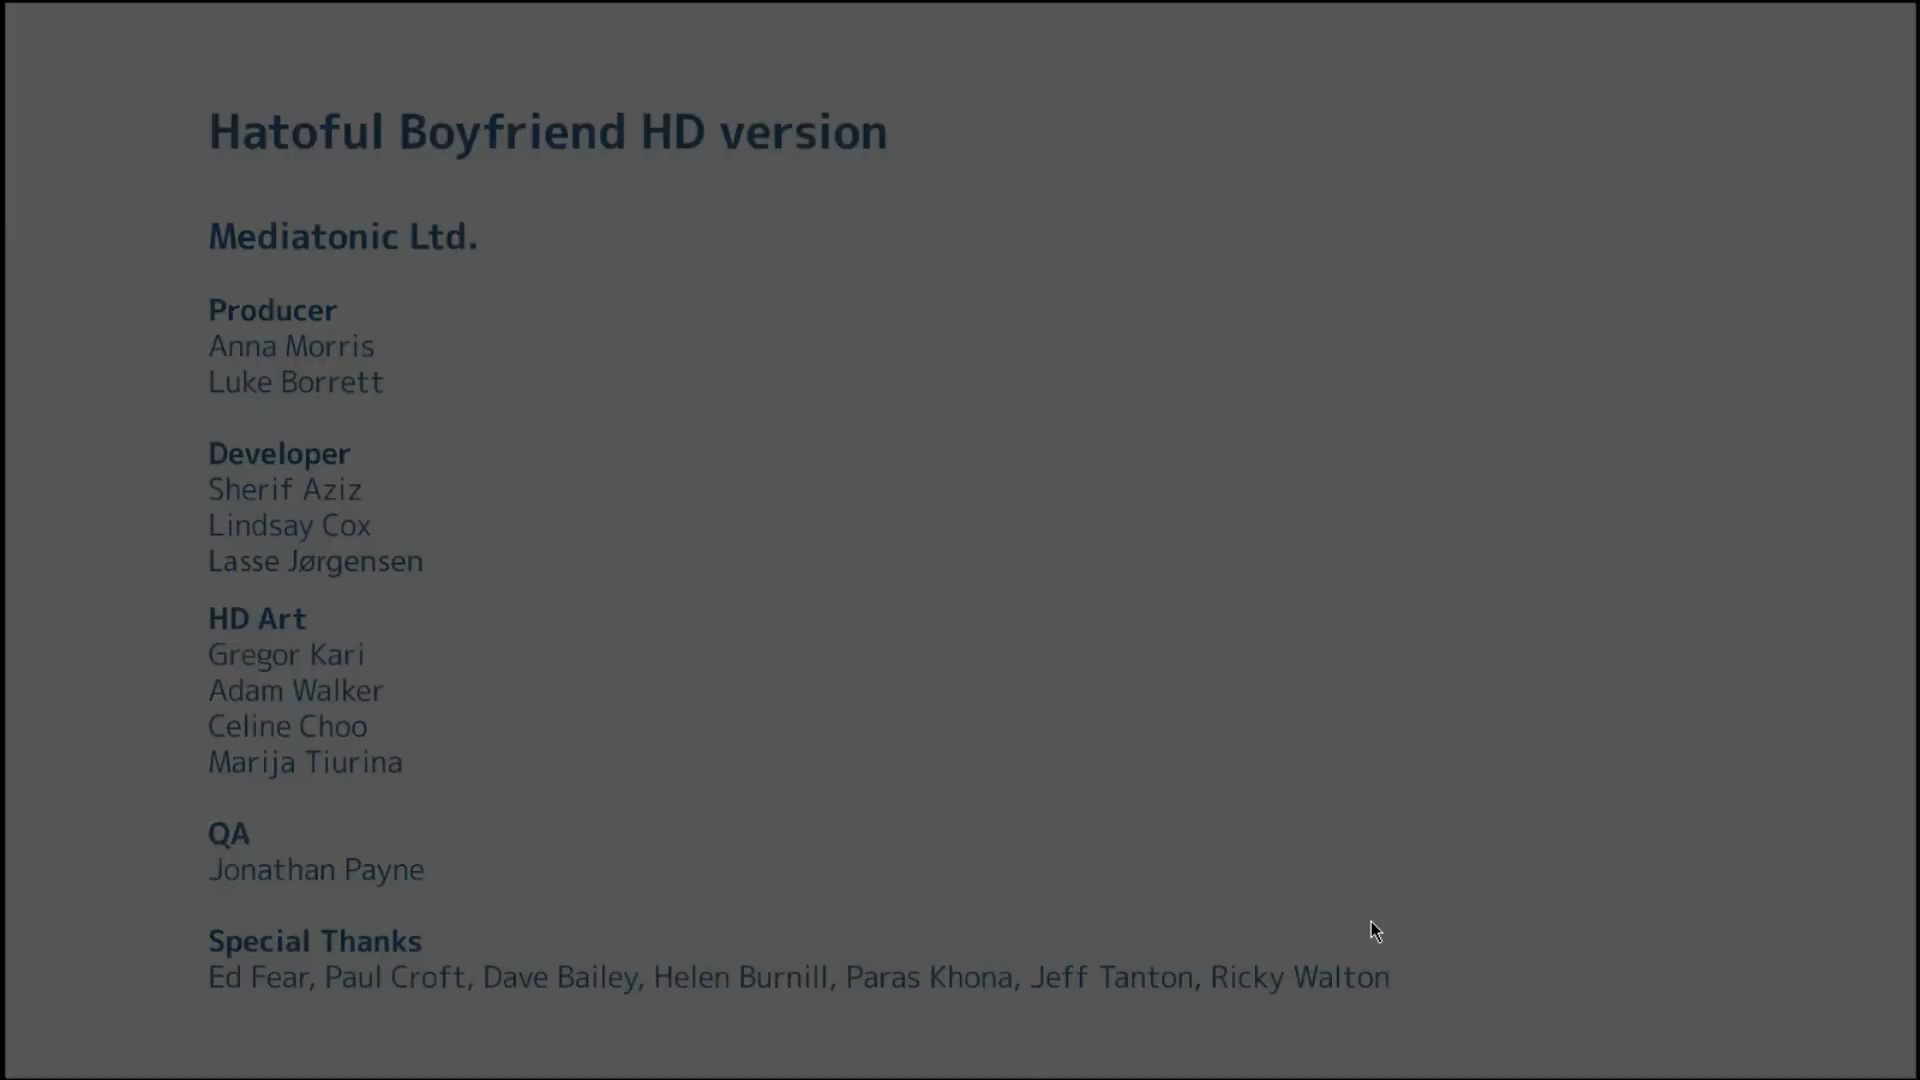 Hatoful Boyfriend HD version
Mediatonic Ltd.
Producer
Anna Morris
Luke Borrett
Developer
Sherif Aziz
Lindsay Cox
Lasse Jørgensen
HD Art
Gregor Kari
Adam Walker
Celine Choo
Marija Tiurina
QA
Jonathan Payne
Special Thanks
Ed Fear, Paul Croft, Dave Bailey, Helen Burnill, Paras Khona, Jeff Tanton, Ricky Walton